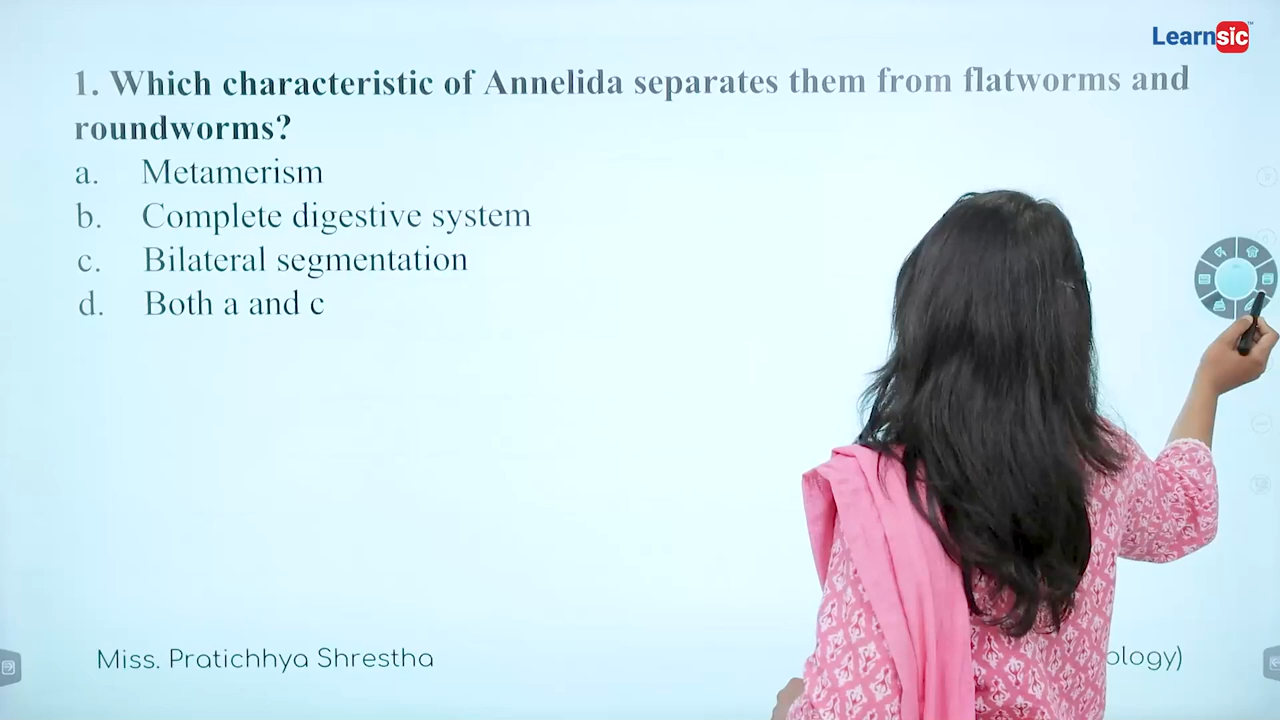 Learnsic
1. Which characteristic of Annelida separates them from flatworms and
roundworms?
a. Metamerism
b. Complete digestive system
c. Bilateral segmentation
d. Both a and c
Miss. Pratichhya Shrestha
ology)